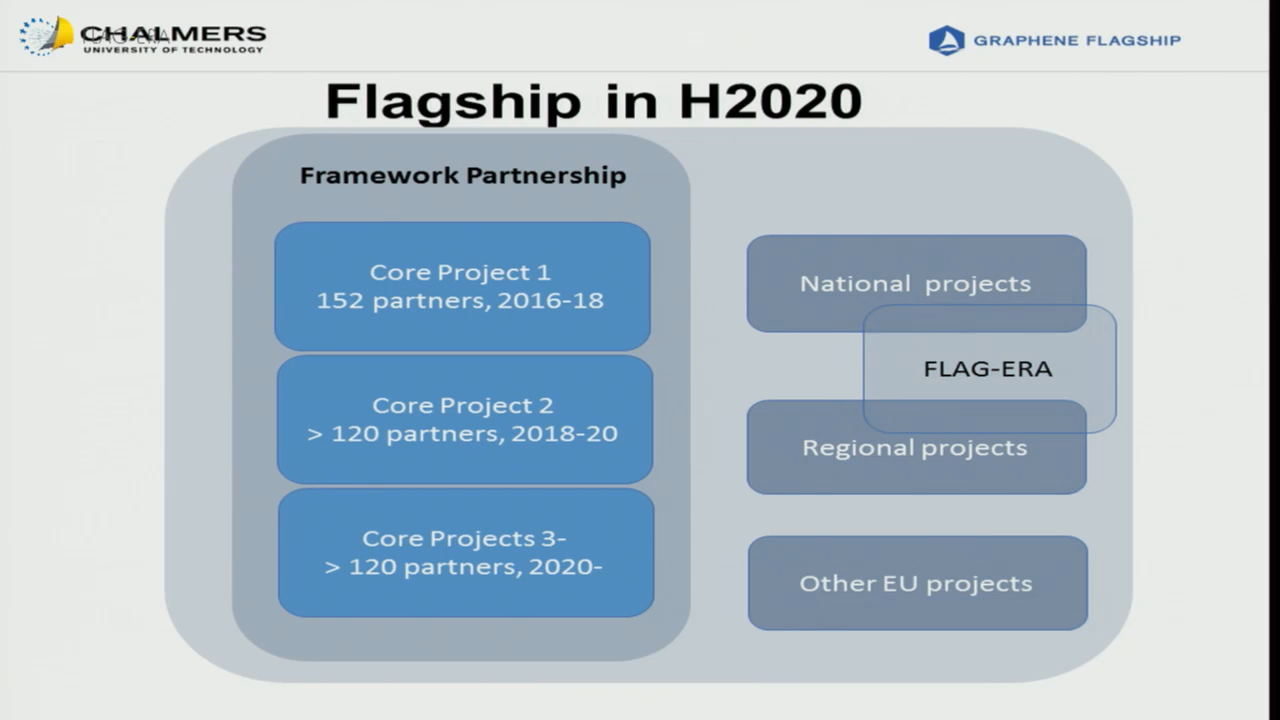 CHALMERS
FLAG-ERA
UNIVERSITY OF TECHNOLOGY
GRAPHENE FLAGSHIP
Flagship in H2020
Framework Partnership
Core Project 1
152 partners, 2016-18
Core Project 2
> 120 partners, 2018-20
Core Projects 3-
> 120 partners, 2020-
National projects
FLAG-ERA
Regional projects
Other EU projects